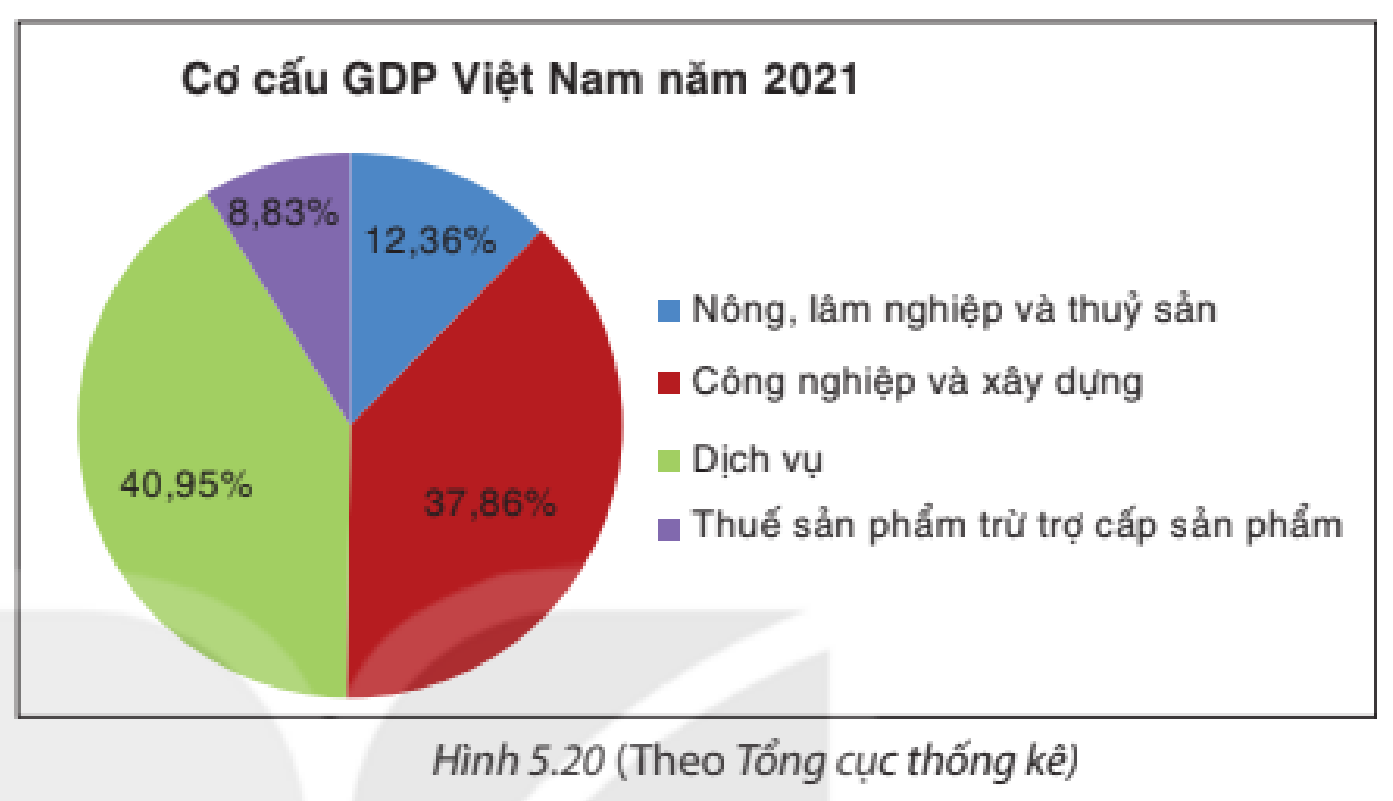 Cơ cấu GDP Việt Nam năm 2021
8,83%
12,36%
40,95%
37,86%
Nông, lâm nghiệp và thuỷ sản
Công nghiệp và xây dựng
Dịch vụ
Thuế sản phẩm trừ trợ cấp sản phẩm
Hình 5.20 (Theo Tổng cục thống kê)